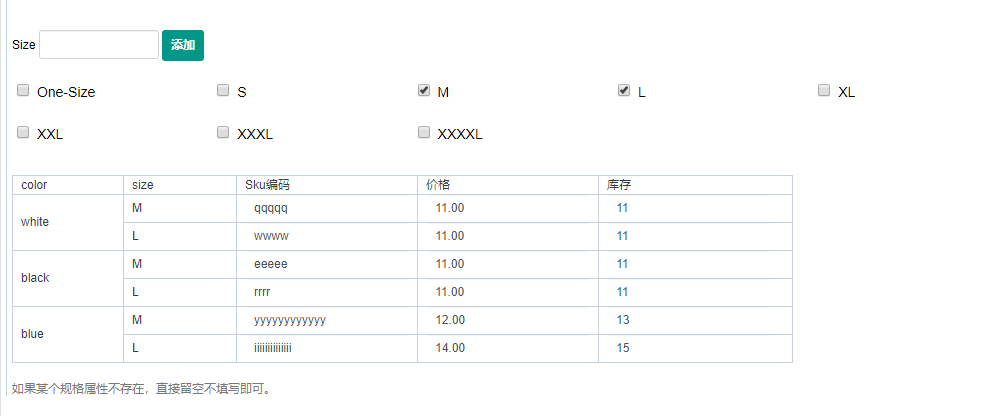 Size 添加
One-Size S M L XL
XXL XXXL XXXXL
color size Sku编码 价格 库存
white M qqqqq 11.00 11
L wwww 11.00 11
black M eeeee 11.00 11
L rrrr 11.00 11
blue M yyyyyyyyyyyy 12.00 13
L iiiiiiiiiiiiii 14.00 15
如果某个规格属性不存在，直接留空不填写即可。